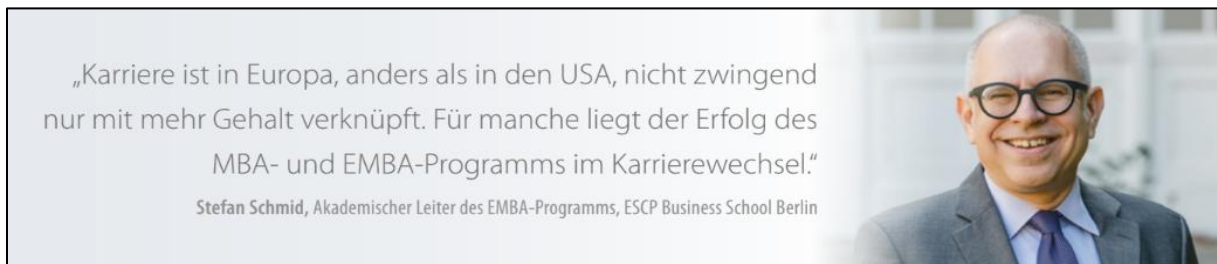 „Karriere ist in Europa, anders als in den USA, nicht zwingend
nur mit mehr Gehalt verknüpft. Für manche liegt der Erfolg des
MBA- und EMBA-Programms im Karrierewechsel.“
Stefan Schmid, Akademischer Leiter des EMBA-Programms, ESCP Business School Berlin